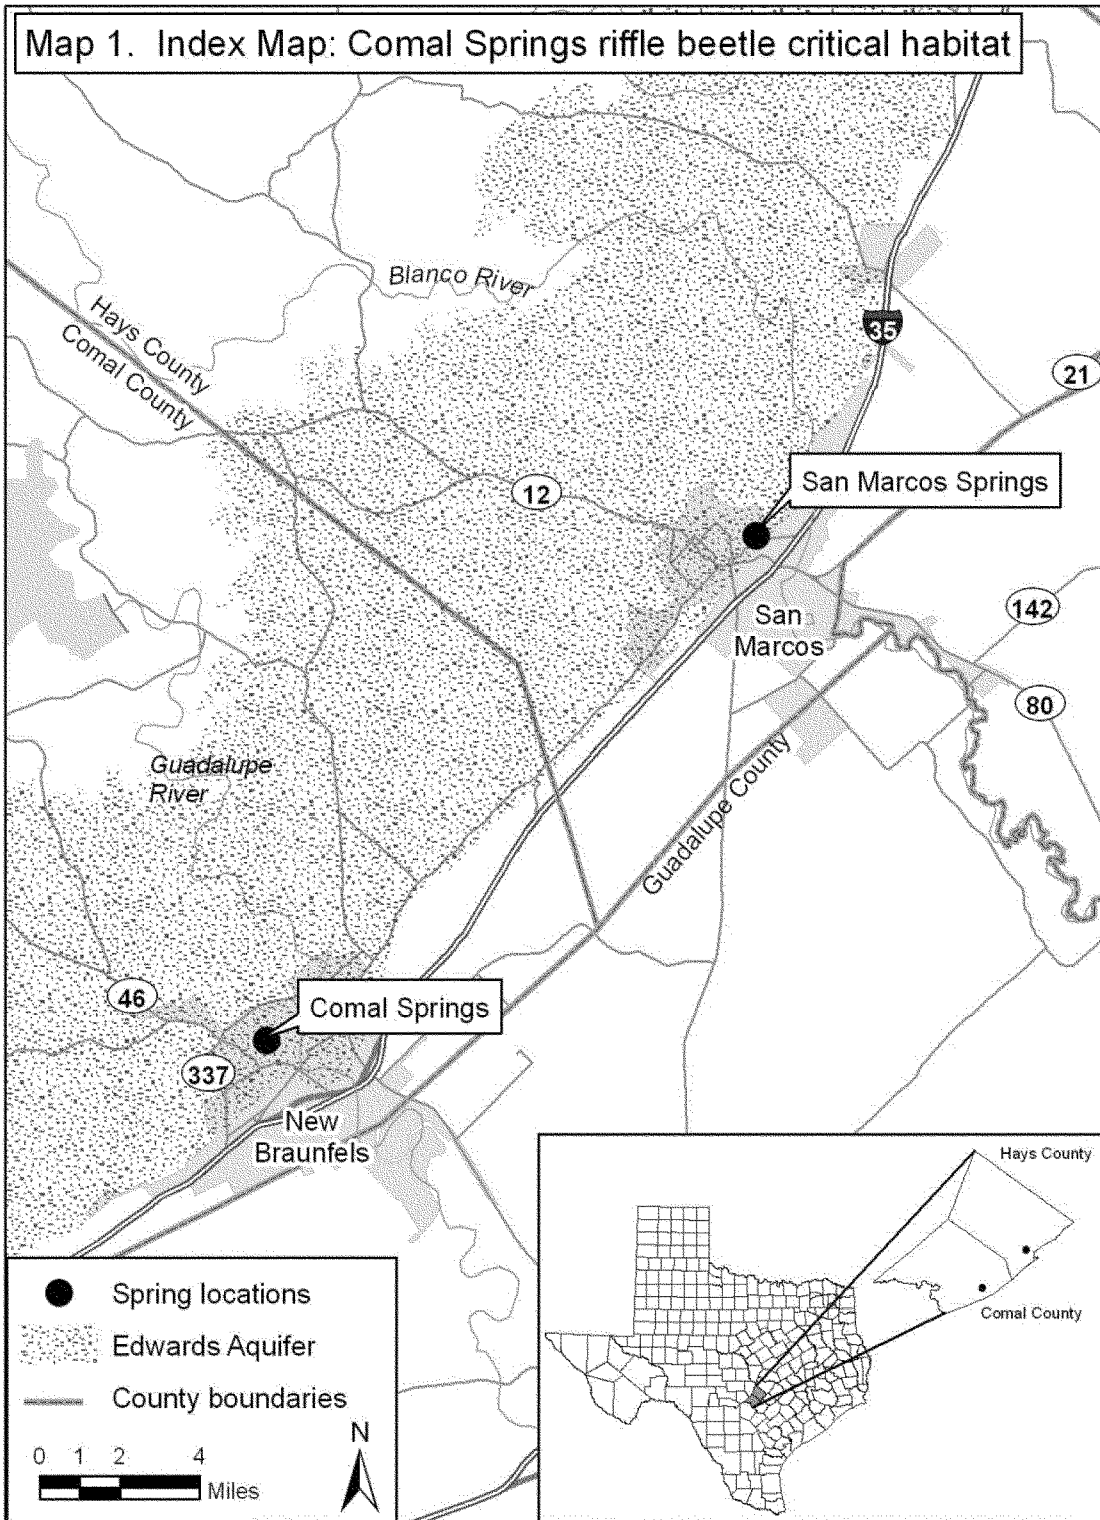 Map 1. Index Map: Comal Springs riffle beetle critical habitat
Blanco River
Hays County
Comal County
35
21
12
San Marcos Springs
142
San
Marcos
80
Guadalupe
River
Guadalupe County
46
Comal Springs
337
New
Braunfels
Hays County
Comal County
Spring locations
Edwards Aquifer
County boundaries
N
0 1 2 4
Miles